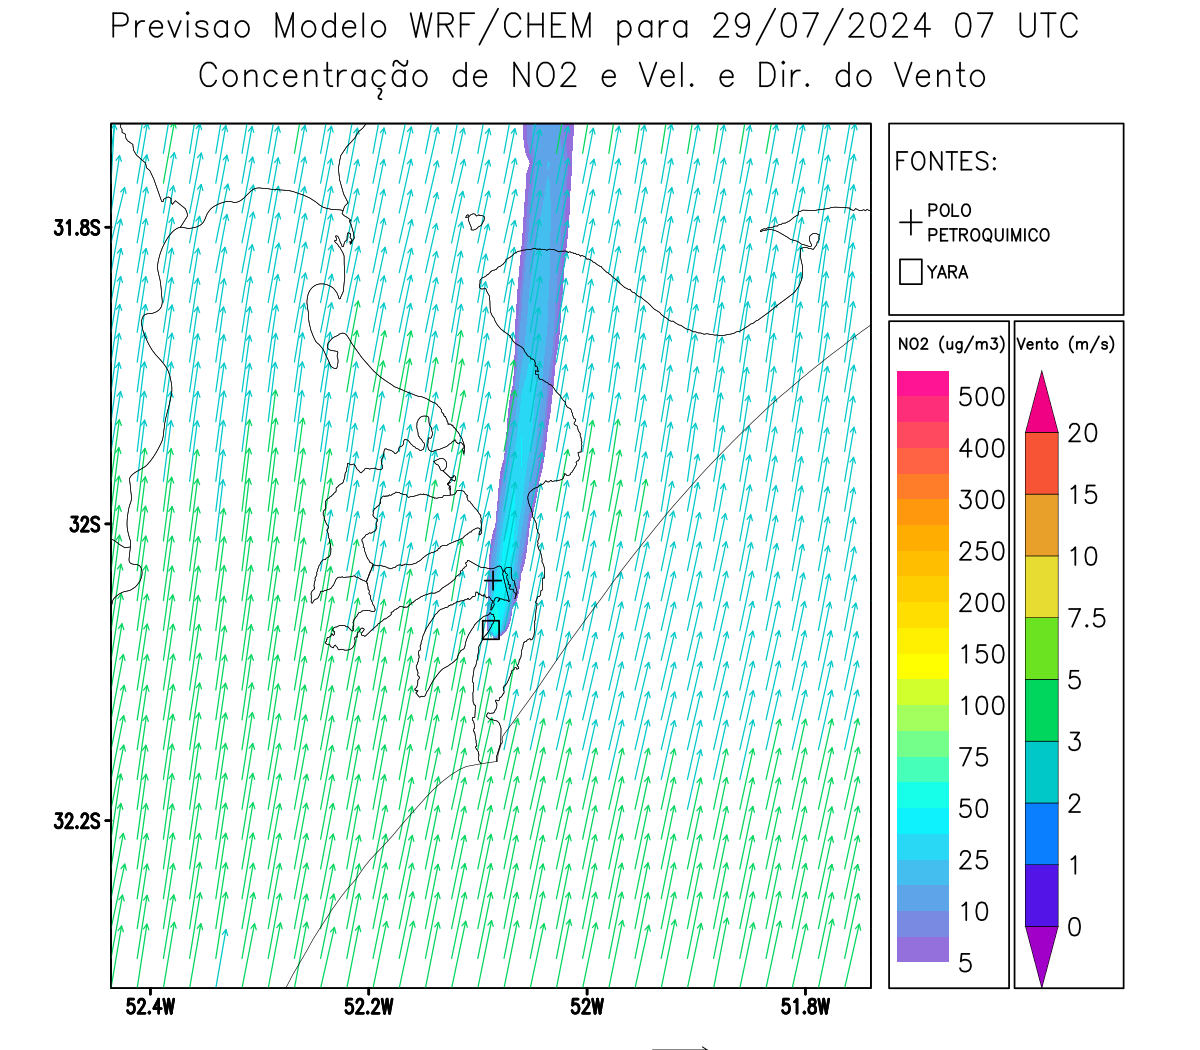 Previsao Modelo WRF/CHEM para 29/07/2024 07 UTC
Concentração de NO2 e Vel. e Dir. do Vento
FONTES:
POLO
PETROQUIMICO
YARA
31.8S
32S
32.2S
52.4W
52.2W
52W
51.8W
NO2 (ug/m3)
500
400
300
250
200
150
100
75
50
25
10
5
Vento (m/s)
20
15
10
7.5
5
3
2
1
0